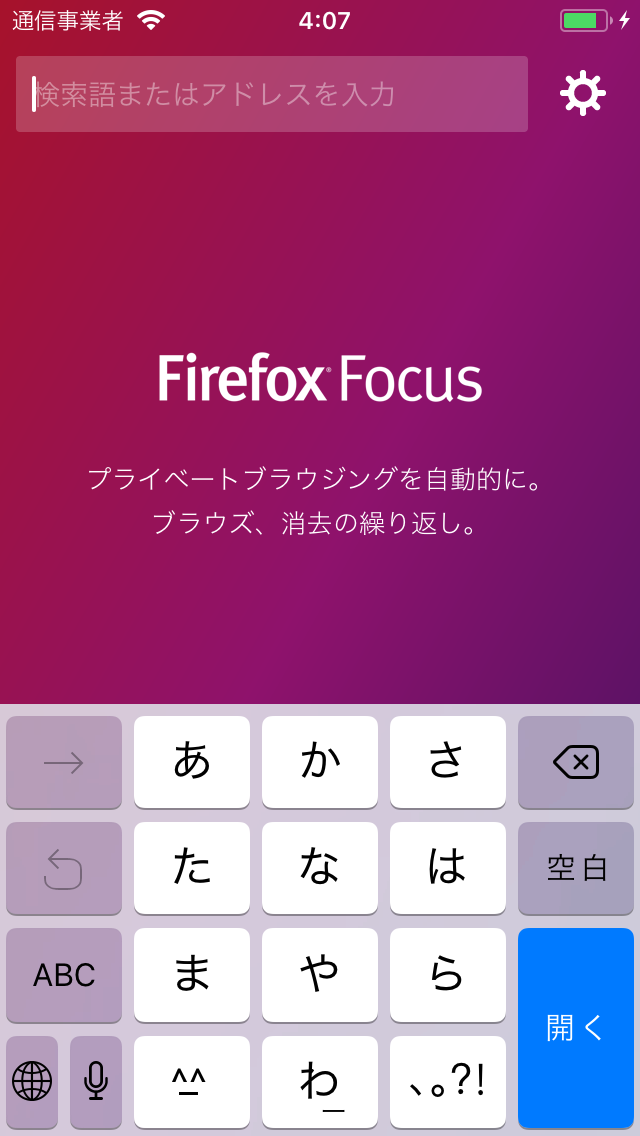 通信事業者 4:07
検索語またはアドレスを入力
Firefox® Focus
プライベートブラウジングを自動的に。
ブラウズ、消去の繰り返し。
→ あ か さ
た な は 空白
ABC ま や ら
開く
^^ わ_ 、。?!